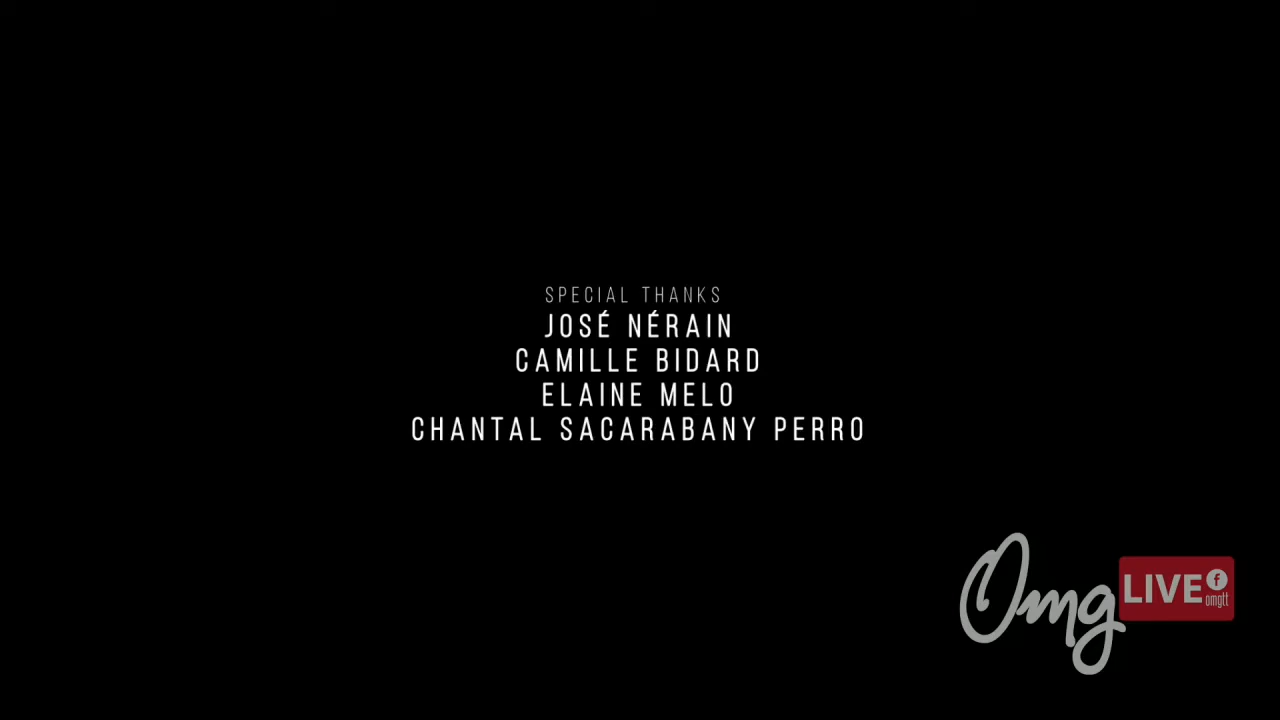 SPECIAL THANKS
JOSÉ NÉRAIN
CAMILLE BIDARD
ELAINE MELO
CHANTAL SACARABANY PERRO
Omg LIVE f
omgtt